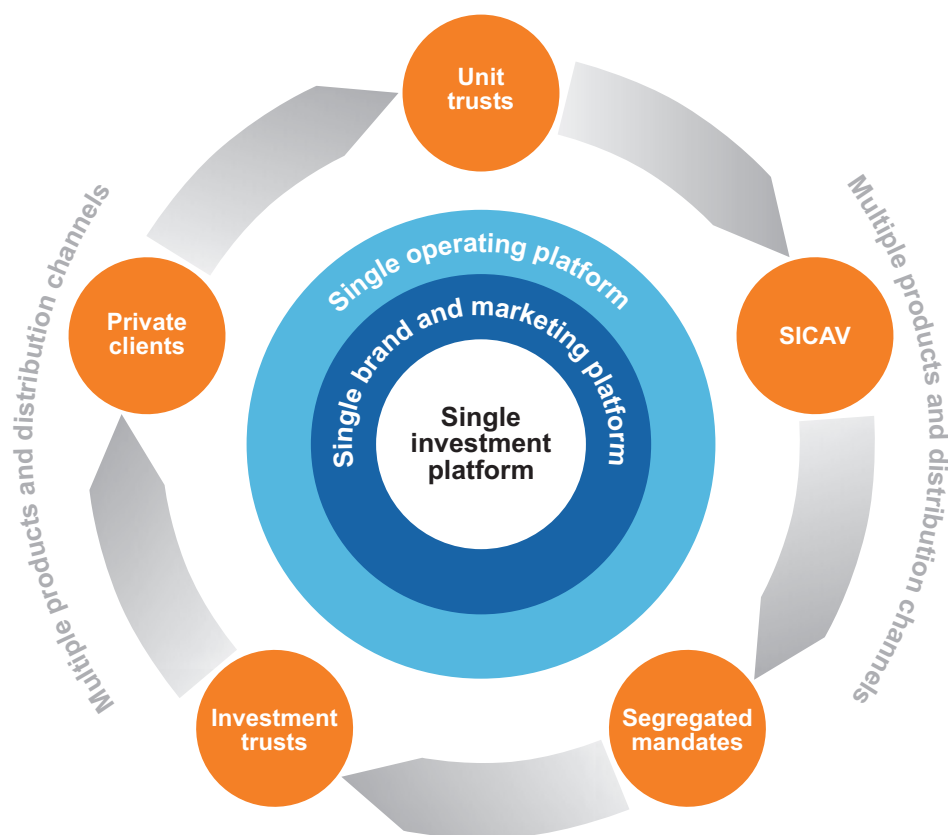 Unit
trusts
Multiple products and distribution channels
Multiple products and distribution channels
Single operating platform
Private
clients
SICAV
Single brand and marketing platform
Single
investment
platform
Investment
trusts
Segregated
mandates